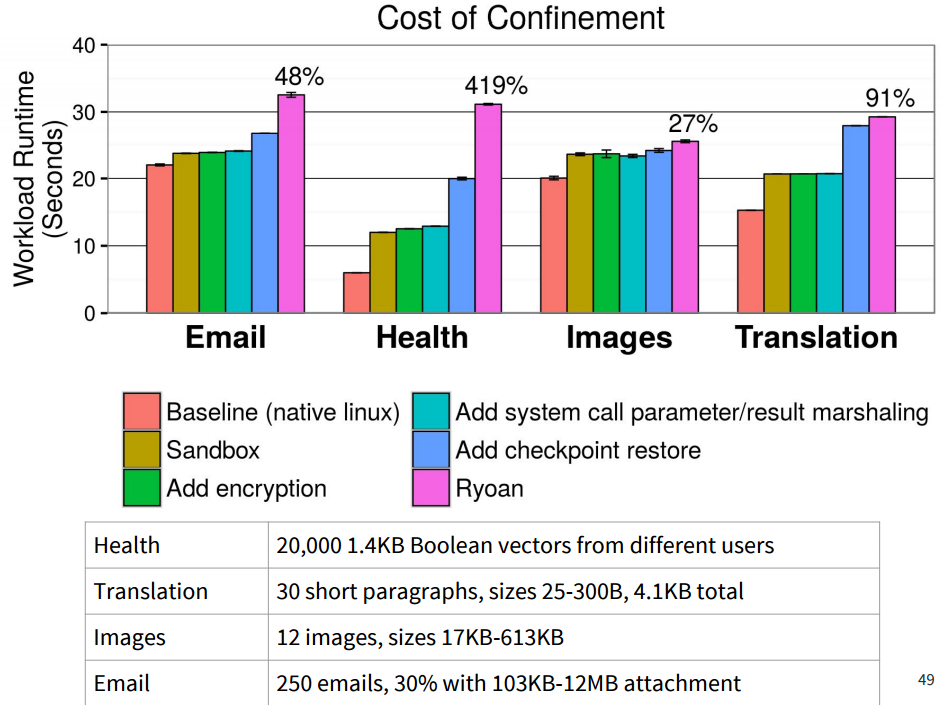 Cost of Confinement
Workload Runtime
(Seconds)
40
30
20
10
0
48%
419%
27%
91%
Email
Health
Images
Translation
Baseline (native linux)
Sandbox
Add encryption
Add system call parameter/result marshaling
Add checkpoint restore
Ryoan
Health 20,000 1.4KB Boolean vectors from different users
Translation 30 short paragraphs, sizes 25-300B, 4.1KB total
Images 12 images, sizes 17KB-613KB
Email 250 emails, 30% with 103KB-12MB attachment
49